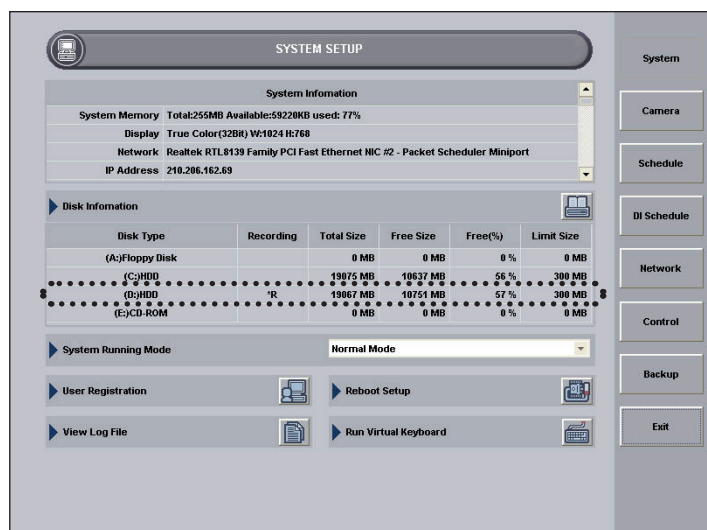 SYSTEM SETUP
System Infomation
System Memory Total:255MB Available:59220KB used: 77%
Display True Color(32Bit) W:1024 H:768
Network Realtek RTL8139 Family PCI Fast Ethernet NIC #2 - Packet Scheduler Miniport
IP Address 210.206.162.69
Disk Infomation
Disk Type Recording Total Size Free Size Free(%) Limit Size
(A:)Floppy Disk 0 MB 0 MB 0 % 0 MB
(C:)HDD 19075 MB 10637 MB 56 % 300 MB
(D:)HDD *R 19067 MB 10751 MB 57 % 300 MB
(E:)CD-ROM 0 MB 0 MB 0 % 0 MB
System Running Mode Normal Mode
User Registration Reboot Setup
View Log File Run Virtual Keyboard
System
Camera
Schedule
DI Schedule
Network
Control
Backup
Exit